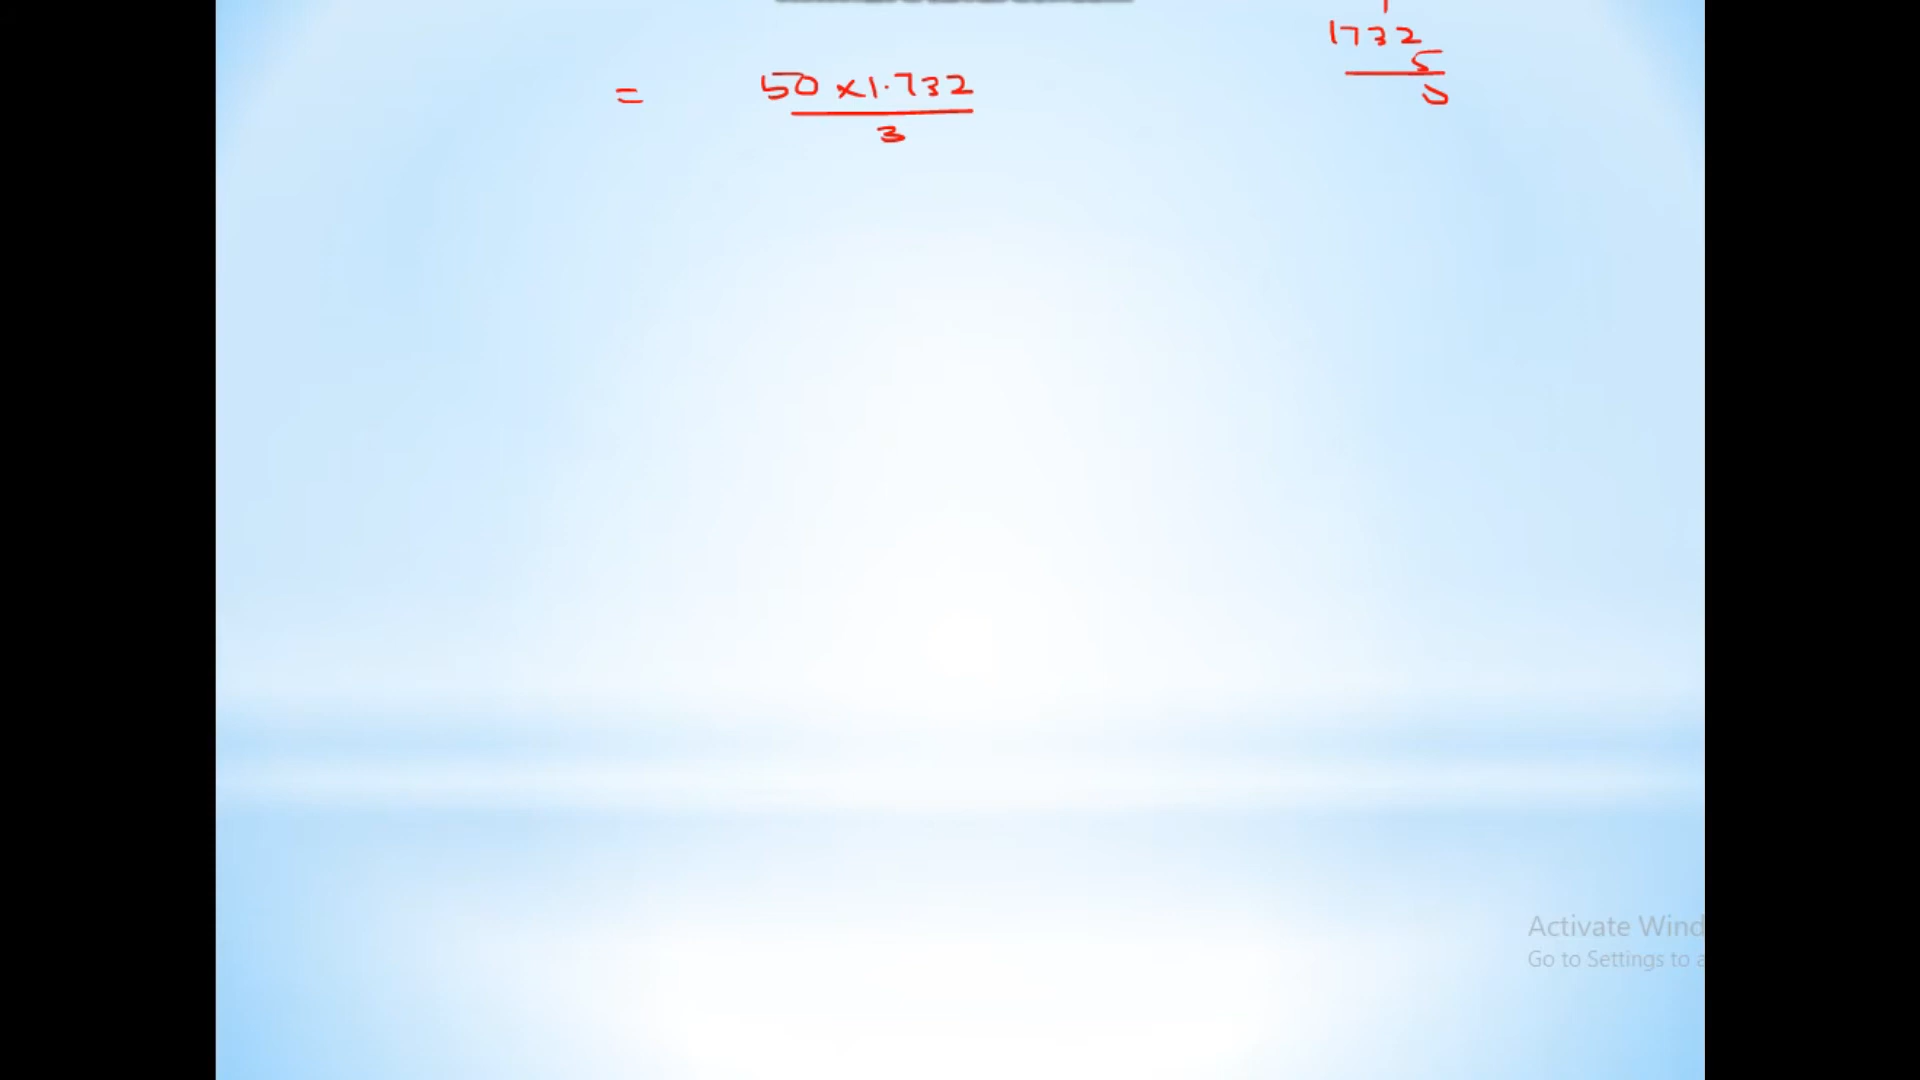 1732
5
= 50 × 1.732
3
0
Activate Wind
Go to Settings to a